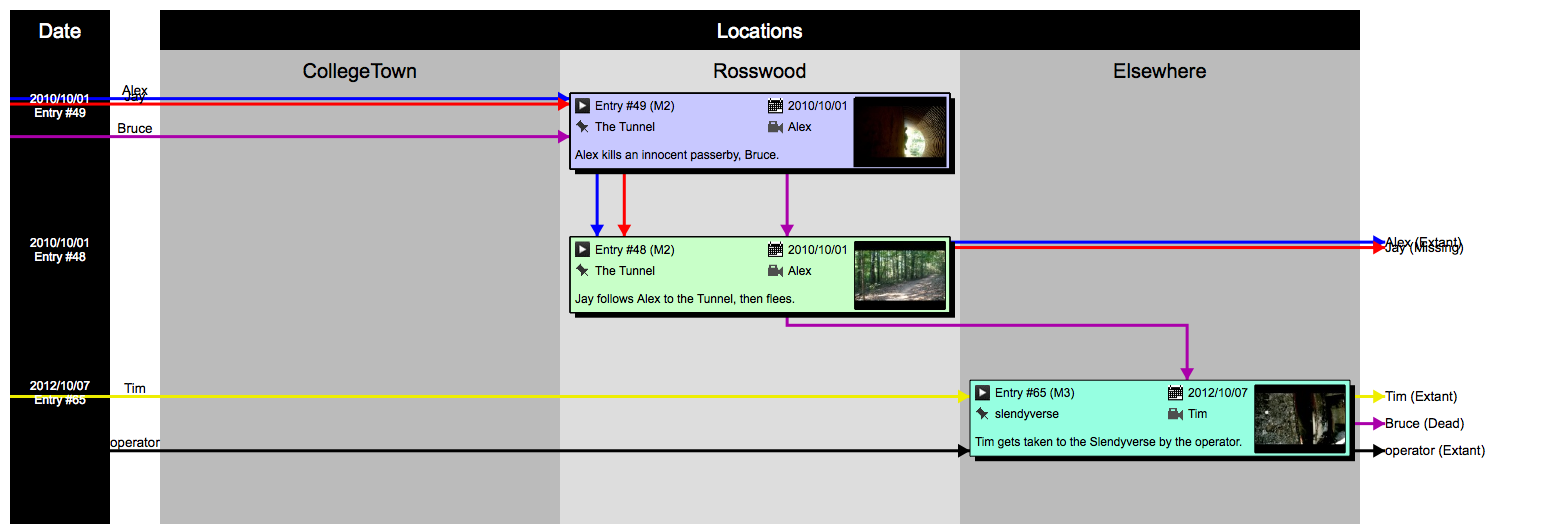 Date
Locations
CollegeTown
Rosswood
Elsewhere
Alex
Jay
2010/10/01
Entry #49
Bruce
Entry #49 (M2)
2010/10/01
The Tunnel
Alex
Alex kills an innocent passerby, Bruce.
2010/10/01
Entry #48
Entry #48 (M2)
2010/10/01
The Tunnel
Alex
Jay follows Alex to the Tunnel, then flees.
Alex (Extant)
Jay (Missing)
2012/10/07
Entry #65
Tim
operator
Entry #65 (M3)
2012/10/07
slendyverse
Tim
Tim gets taken to the Slendyverse by the operator.
Tim (Extant)
Bruce (Dead)
operator (Extant)